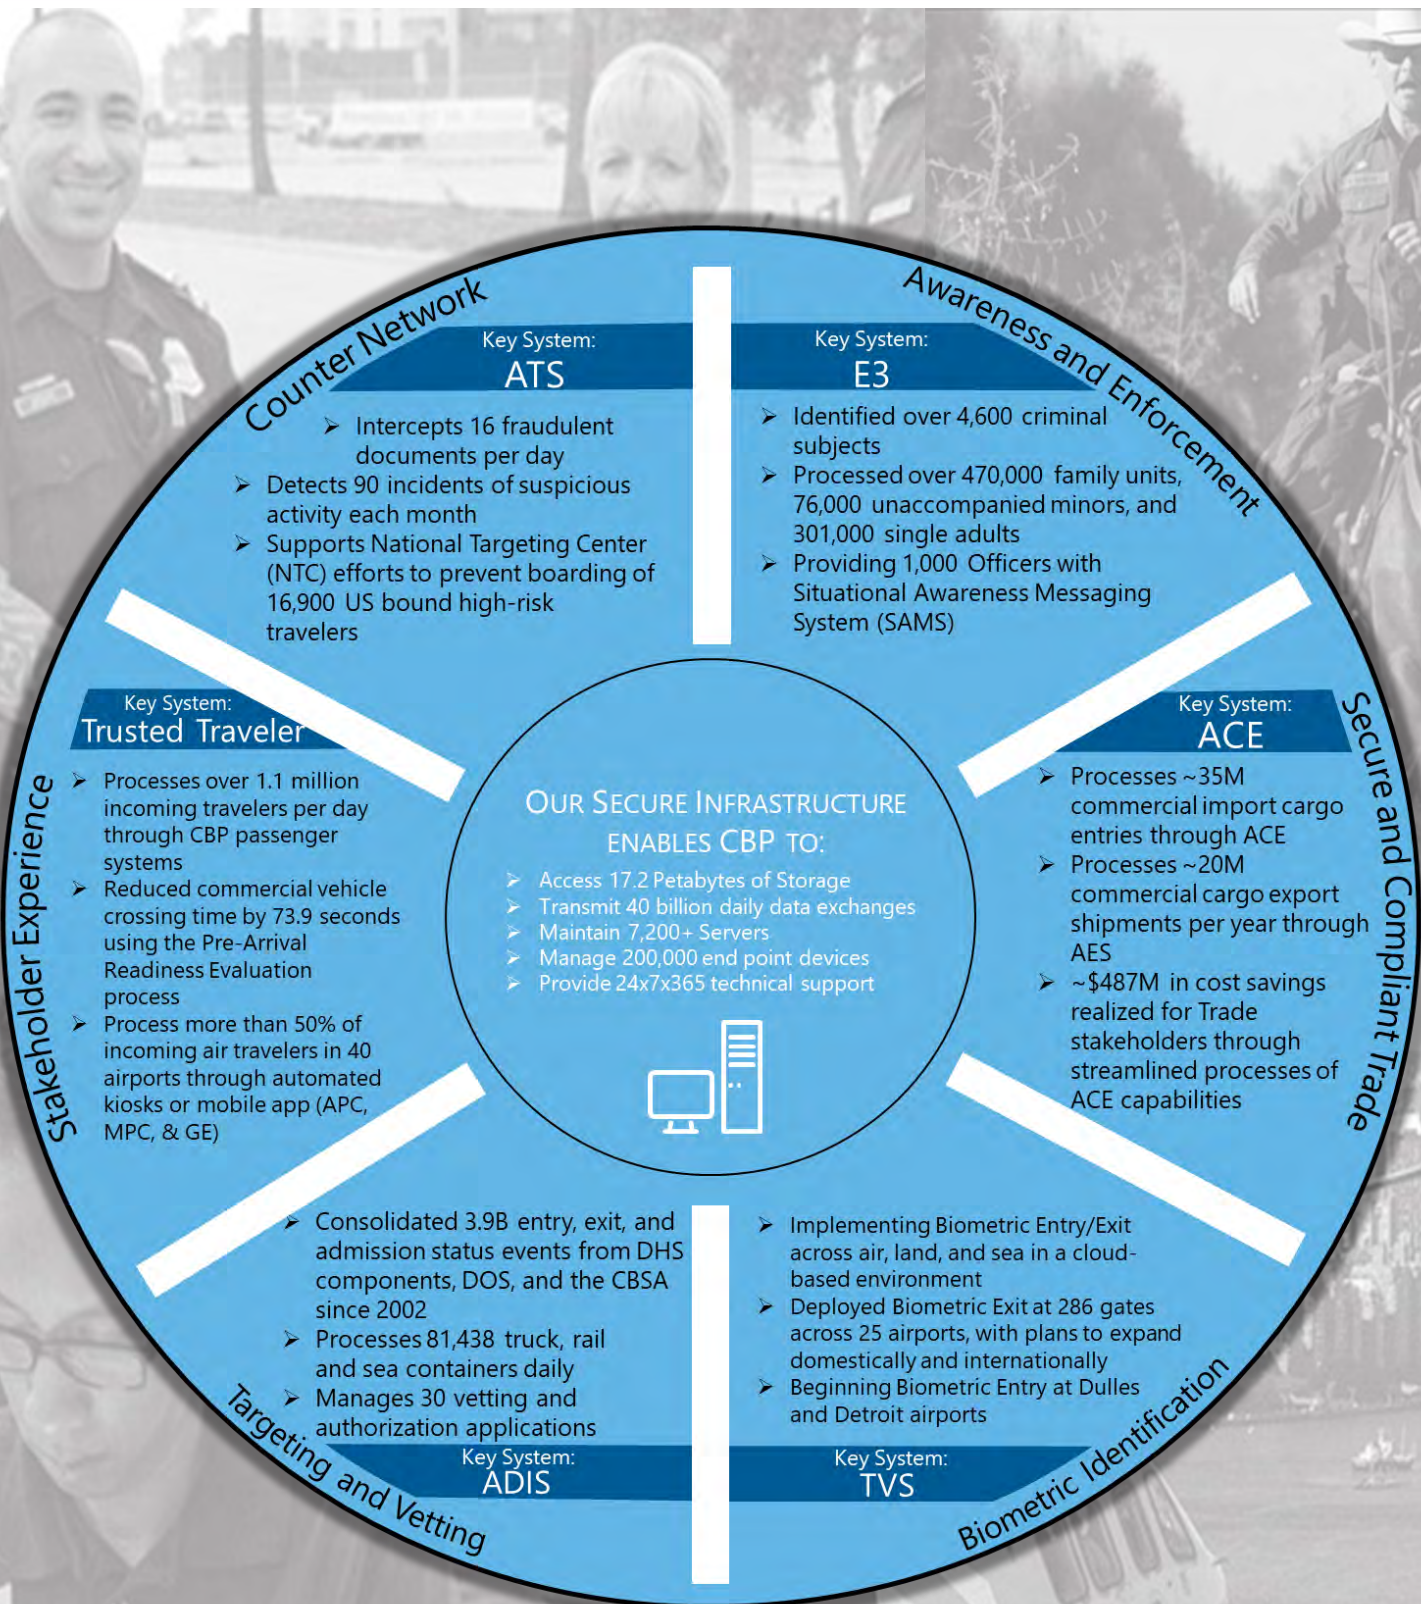 Counter Network
Key System:
ATS
Intercepts 16 fraudulent
documents per day
Detects 90 incidents of suspicious
activity each month
Supports National Targeting Center
(NTC) efforts to prevent boarding of
16,900 US bound high-risk
travelers
Awareness and Enforcement
Key System:
E3
Identified over 4,600 criminal
subjects
Processed over 470,000 family units,
76,000 unaccompanied minors, and
301,000 single adults
Providing 1,000 Officers with
Situational Awareness Messaging
System (SAMS)
Stakeholder Experience
Key System:
Trusted Traveler
Processes over 1.1 million
incoming travelers per day
through CBP passenger
systems
Reduced commercial vehicle
crossing time by 73.9 seconds
using the Pre-Arrival
Readiness Evaluation
process
Process more than 50% of
incoming air travelers in 40
airports through automated
kiosks or mobile app (APC,
MPC, & GE)
OUR SECURE INFRASTRUCTURE
ENABLES CBP TO:
Access 17.2 Petabytes of Storage
Transmit 40 billion daily data exchanges
Maintain 7,200+ Servers
Manage 200,000 end point devices
Provide 24x7x365 technical support
Secure and Compliant Trade
Key System:
ACE
Processes ~35M
commercial import cargo
entries through ACE
Processes ~20M
commercial cargo export
shipments per year through
AES
~$487M in cost savings
realized for Trade
stakeholders through
streamlined processes of
ACE capabilities
Consolidated 3.9B entry, exit, and
admission status events from DHS
components, DOS, and the CBSA
since 2002
Processes 81,438 truck, rail
and sea containers daily
Manages 30 vetting and
authorization applications
Key System:
ADIS
Targeting and Vetting
Implementing Biometric Entry/Exit
across air, land, and sea in a cloud-
based environment
Deployed Biometric Exit at 286 gates
across 25 airports, with plans to expand
domestically and internationally
Beginning Biometric Entry at Dulles
and Detroit airports
Key System:
TVS
Biometric Identification